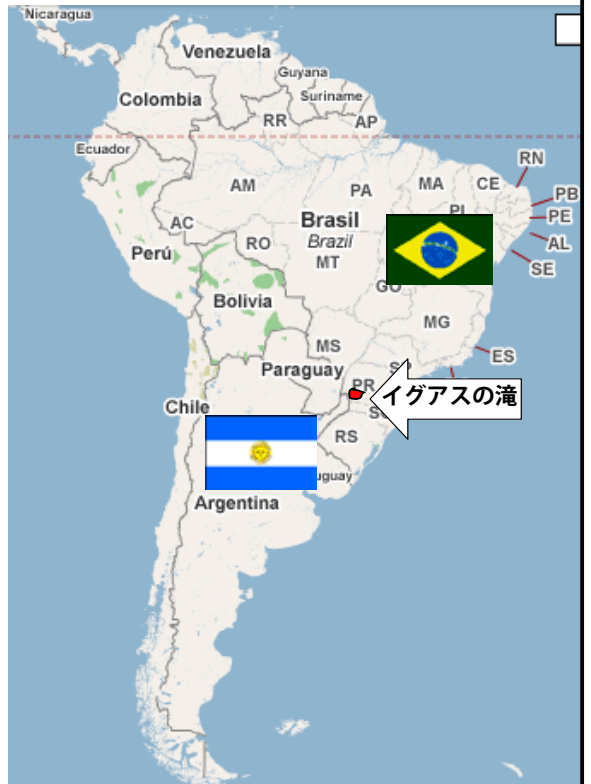 Nicaragua
Venezuela
Guyana
Colombia
Suriname
RR
AP
Ecuador
RN
AM
PA
MA
CE
PB
PI
PE
AC
Brasil
RO
Brazil
AL
Perú
MT
SE
GO
Bolivia
MG
MS
ES
Paraguay
PR
イグアスの滝
Chile
RS
uguay
Argentina